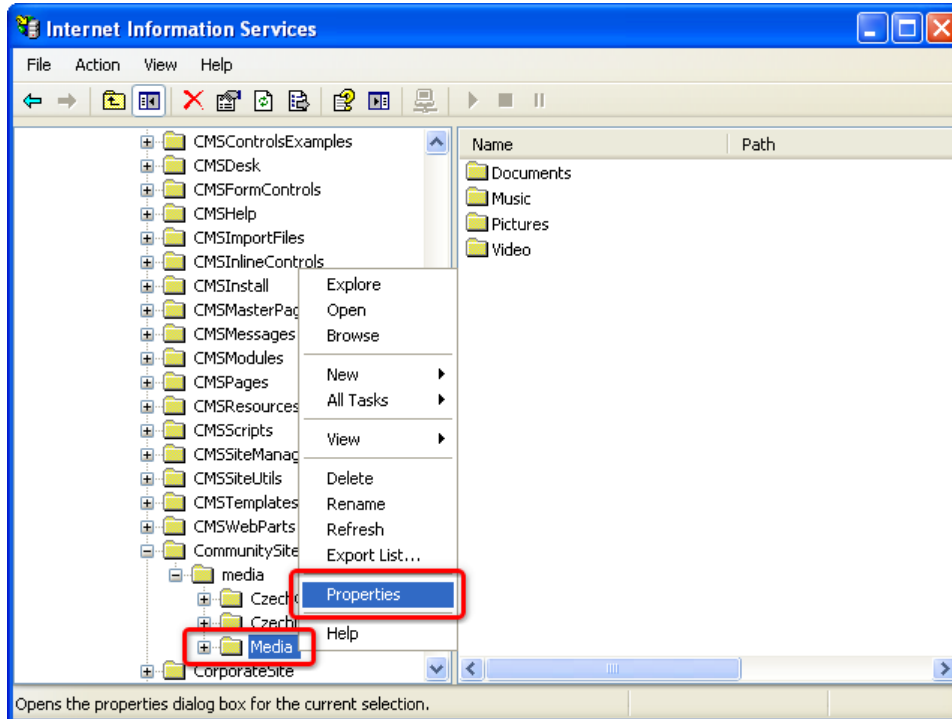 Internet Information Services
File Action View Help
CMSControlsExamples
CMSDesk
CMSFormControls
CMSHelp
CMSImportFiles
CMSInlineControls
CMSInstall
CMSMasterPag
CMSMessages
CMSModules
CMSPages
CMSResources
CMSScripts
CMSSiteManag
CMSSiteUtils
CMSTemplates
CMSWebParts
CommunitySite
media
Czech
Czech
Media
CorporateSite
Explore
Open
Browse
New
All Tasks
View
Delete
Rename
Refresh
Export List...
Properties
Help
Name Path
Documents
Music
Pictures
Video
Opens the properties dialog box for the current selection.